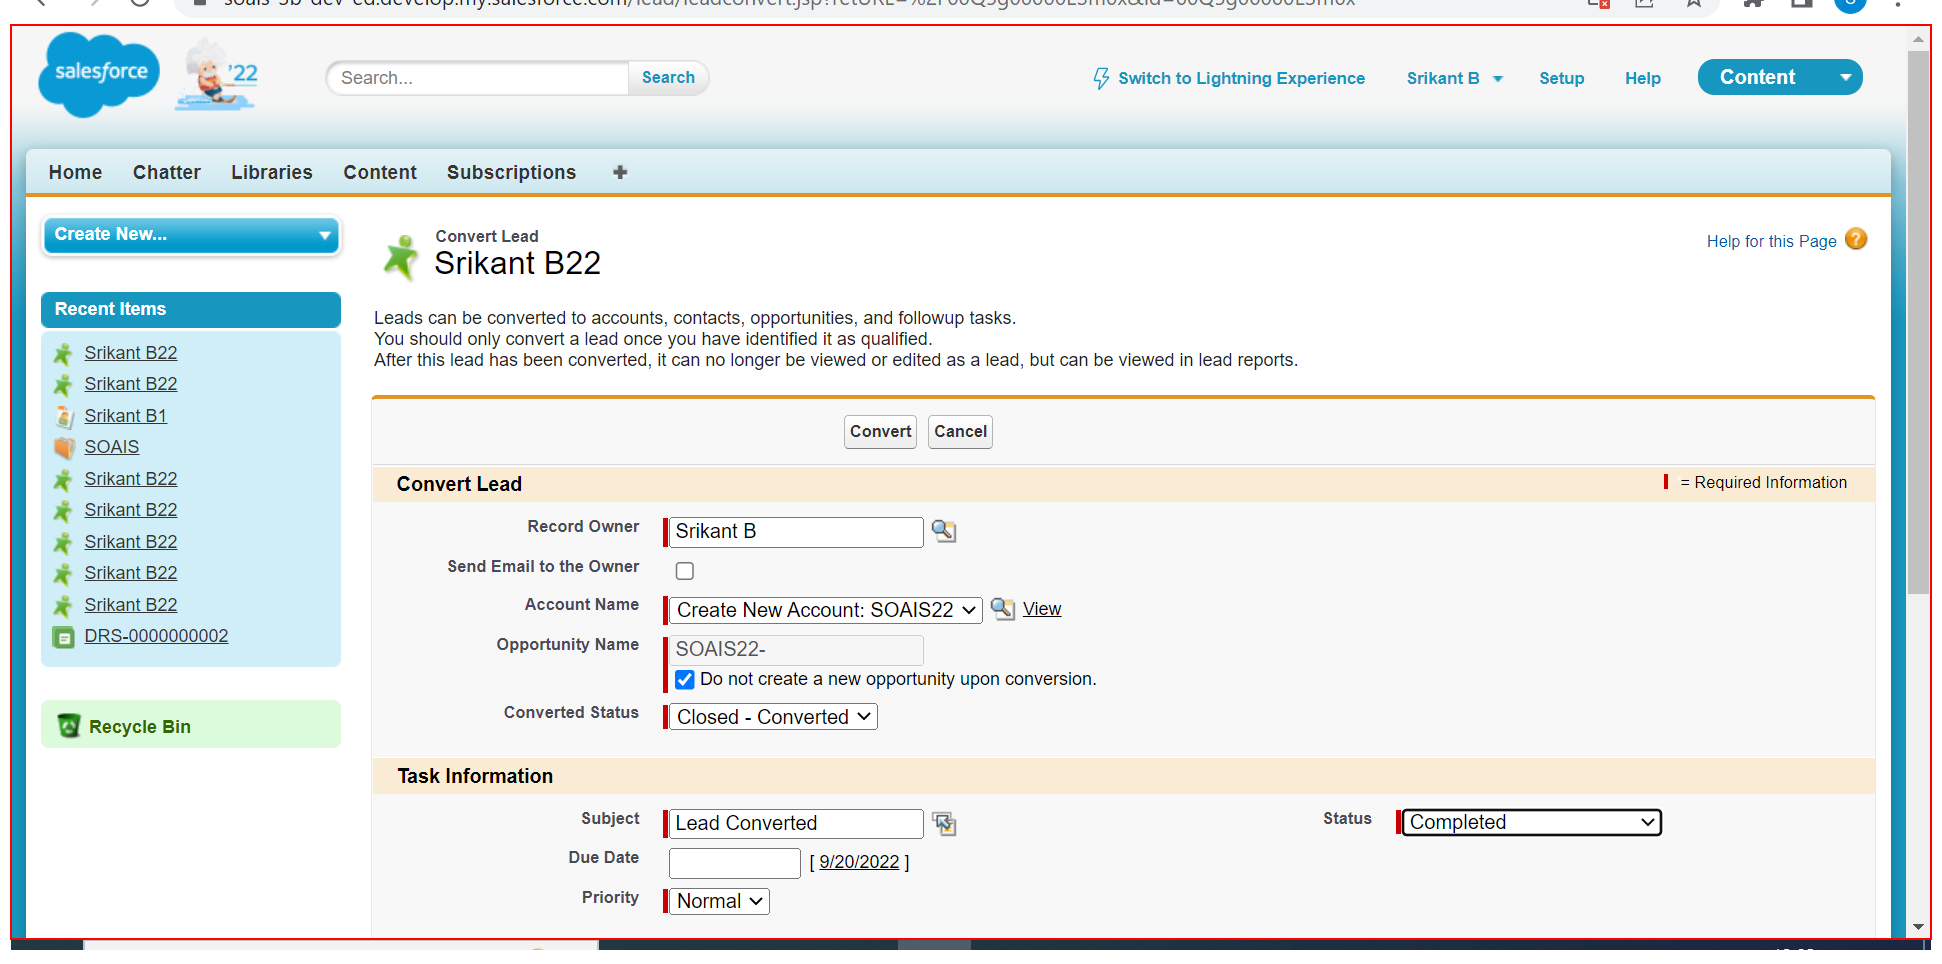 salesforce
'22
Search...
Search
Switch to Lightning Experience
Srikant B
Setup
Help
Content
Home
Chatter
Libraries
Content
Subscriptions
Create New...
Recent Items
Srikant B22
Srikant B22
Srikant B1
SOAIS
Srikant B22
Srikant B22
Srikant B22
Srikant B22
Srikant B22
DRS-0000000002
Recycle Bin
Convert Lead
Srikant B22
Help for this Page
Leads can be converted to accounts, contacts, opportunities, and followup tasks.
You should only convert a lead once you have identified it as qualified.
After this lead has been converted, it can no longer be viewed or edited as a lead, but can be viewed in lead reports.
Convert
Cancel
Convert Lead
= Required Information
Record Owner
Srikant B
Send Email to the Owner
Account Name
Create New Account: SOAIS22
View
Opportunity Name
SOAIS22-
Do not create a new opportunity upon conversion.
Converted Status
Closed - Converted
Task Information
Subject
Lead Converted
Status
Completed
Due Date
[ 9/20/2022 ]
Priority
Normal